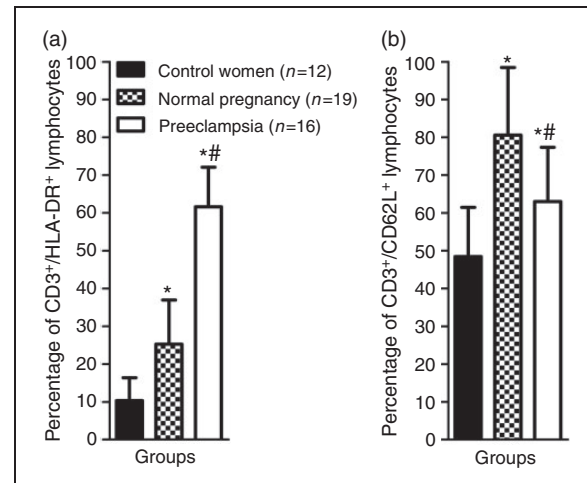 (a)
Control women (n=12)
Normal pregnancy (n=19)
Preeclampsia (n=16)
Percentage of CD3⁺/HLA-DR⁺ lymphocytes
100
90
80
70
60
50
40
30
20
10
0
*
*#
Groups
(b)
Percentage of CD3⁺/CD62L⁺ lymphocytes
100
90
80
70
60
50
40
30
20
10
0
*
*#
Groups